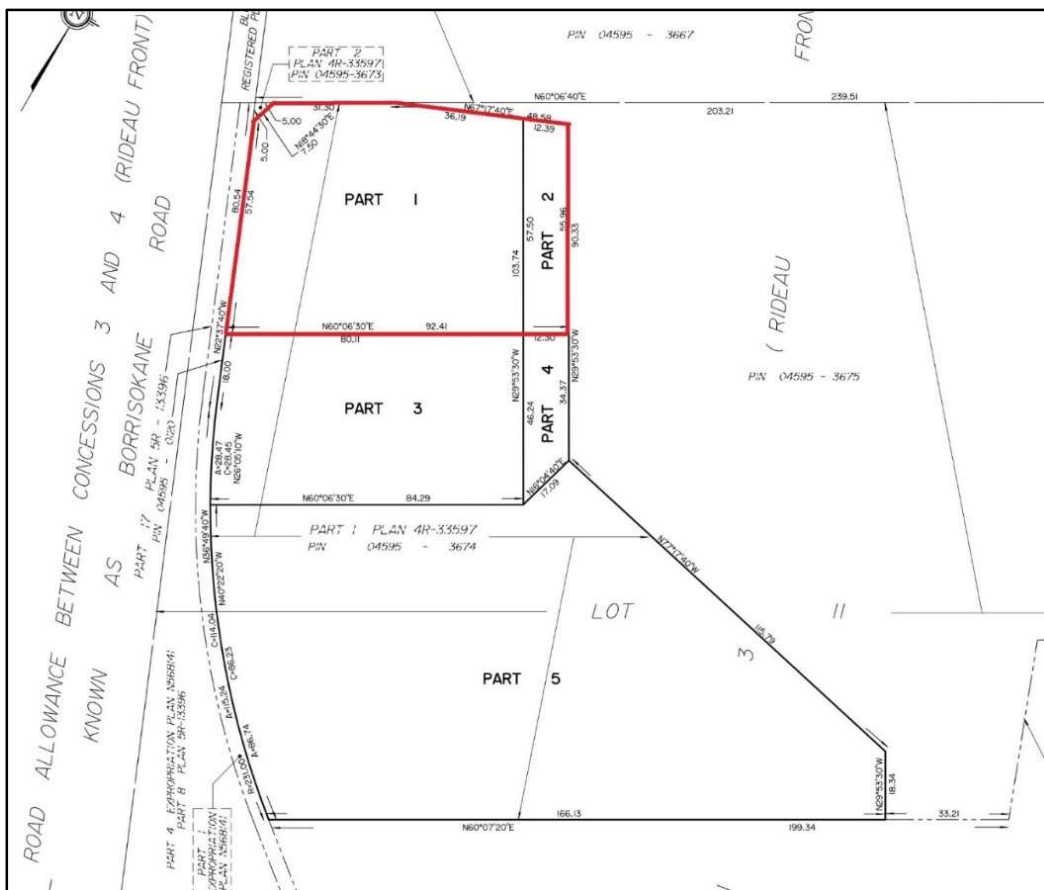 PIN 04595 - 3667
FRON
REGISTERED PL
PART 2
PLAN 4R-33597
PIN 04595-3673
N60°06'40"E
239.51
31.30
N67°17'40"E
203.21
5.00
36.19
48.58
12.39
N18°44'30"E
7.50
5.00
80.54
57.54
PART 1
PART 2
57.50
55.96
90.33
103.74
ROAD ALLOWANCE BETWEEN CONCESSIONS 3 AND 4 (RIDEAU FRONT)
KNOWN AS BORRISOKANE ROAD
( RIDEAU
N22°37'40"W
N60°06'30"E
92.41
80.11
12.30
N29°53'30"W
N29°53'30"W
18.00
PIN 04595 - 3675
PART 3
PART 4
46.24
34.37
PART 17 PLAN 5R - 13396
PIN 04595 - 0120
A=28.47
C=28.45
N26°05'10"W
N16°04'40"E
17.09
N60°06'30"E
84.29
PART 1 PLAN 4R-33597
PIN 04595 - 3674
N36°49'40"W
N40°22'20"W
N77°17'40"W
115.79
LOT 11
3
C=114.04
C=86.23
A=115.24
A=86.74
R=231.00
PART 5
PART 4 EXPROPRIATION PLAN N568141
PART 8 PLAN 5R-13396
PART 1
EXPROPRIATION
PLAN N568141
N29°53'30"W
18.34
166.13
33.21
N60°07'20"E
199.34